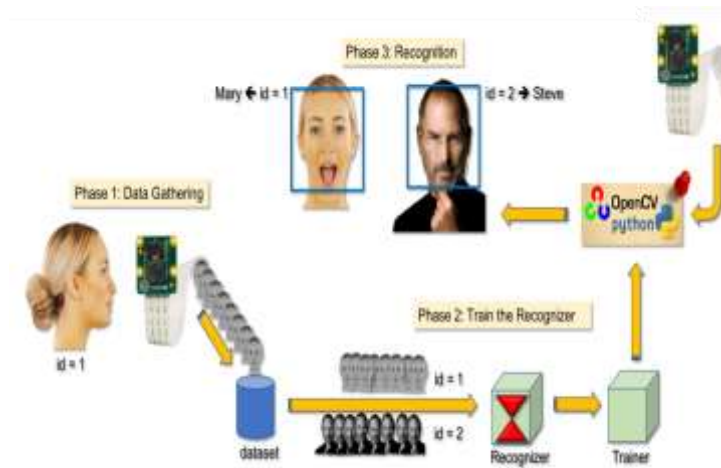 Phase 3: Recognition
Mary ← id = 1
id = 2 → Steve
Phase 1: Data Gathering
OpenCV
python
id = 1
Phase 2: Train the Recognizer
id = 1
id = 2
dataset
Recognizer
Trainer